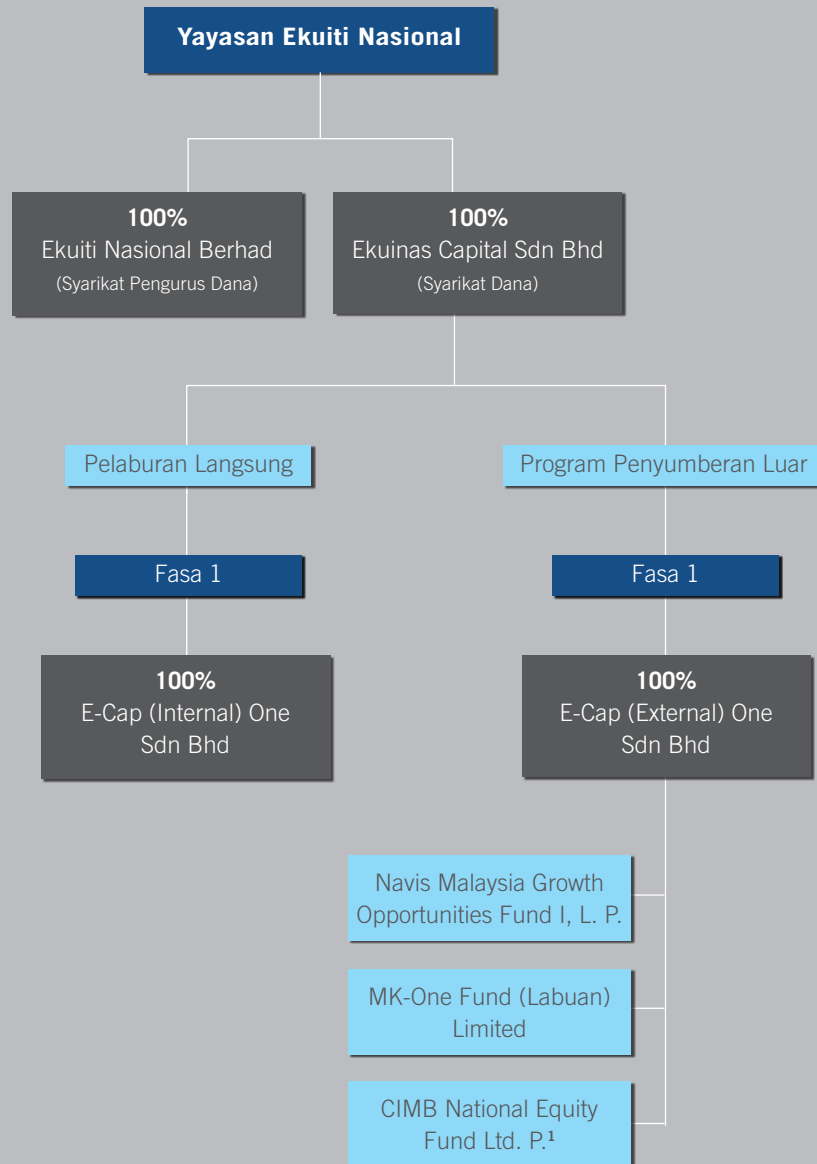 Yayasan Ekuiti Nasional
100%
Ekuiti Nasional Berhad
(Syarikat Pengurus Dana)
100%
Ekuinas Capital Sdn Bhd
(Syarikat Dana)
Pelaburan Langsung
Program Penyumberan Luar
Fasa 1
Fasa 1
100%
E-Cap (Internal) One
Sdn Bhd
100%
E-Cap (External) One
Sdn Bhd
Navis Malaysia Growth
Opportunities Fund I, L. P.
MK-One Fund (Labuan)
Limited
CIMB National Equity
Fund Ltd. P.¹